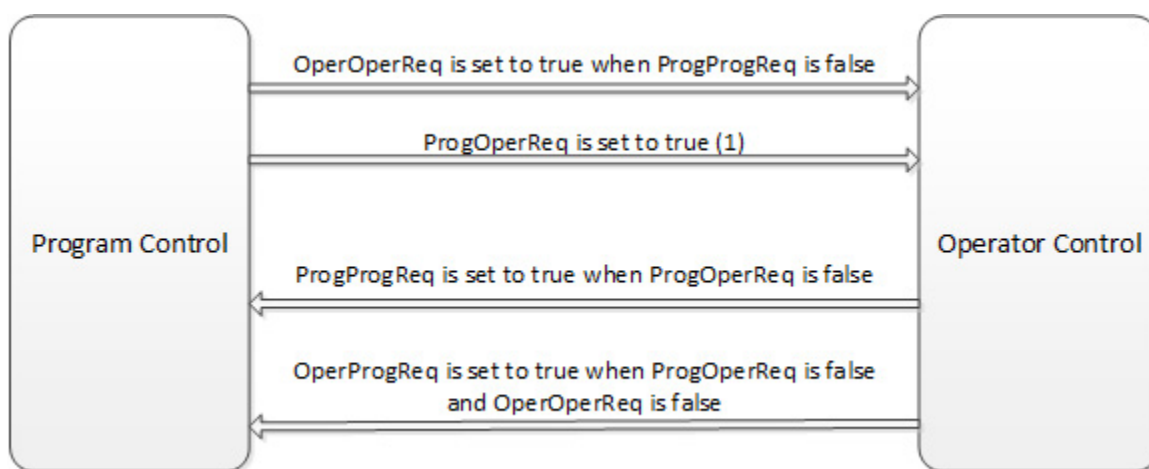 OperOperReq is set to true when ProgProgReq is false
ProgOperReq is set to true (1)
Program Control
Operator Control
ProgProgReq is set to true when ProgOperReq is false
OperProgReq is set to true when ProgOperReq is false
and OperOperReq is false